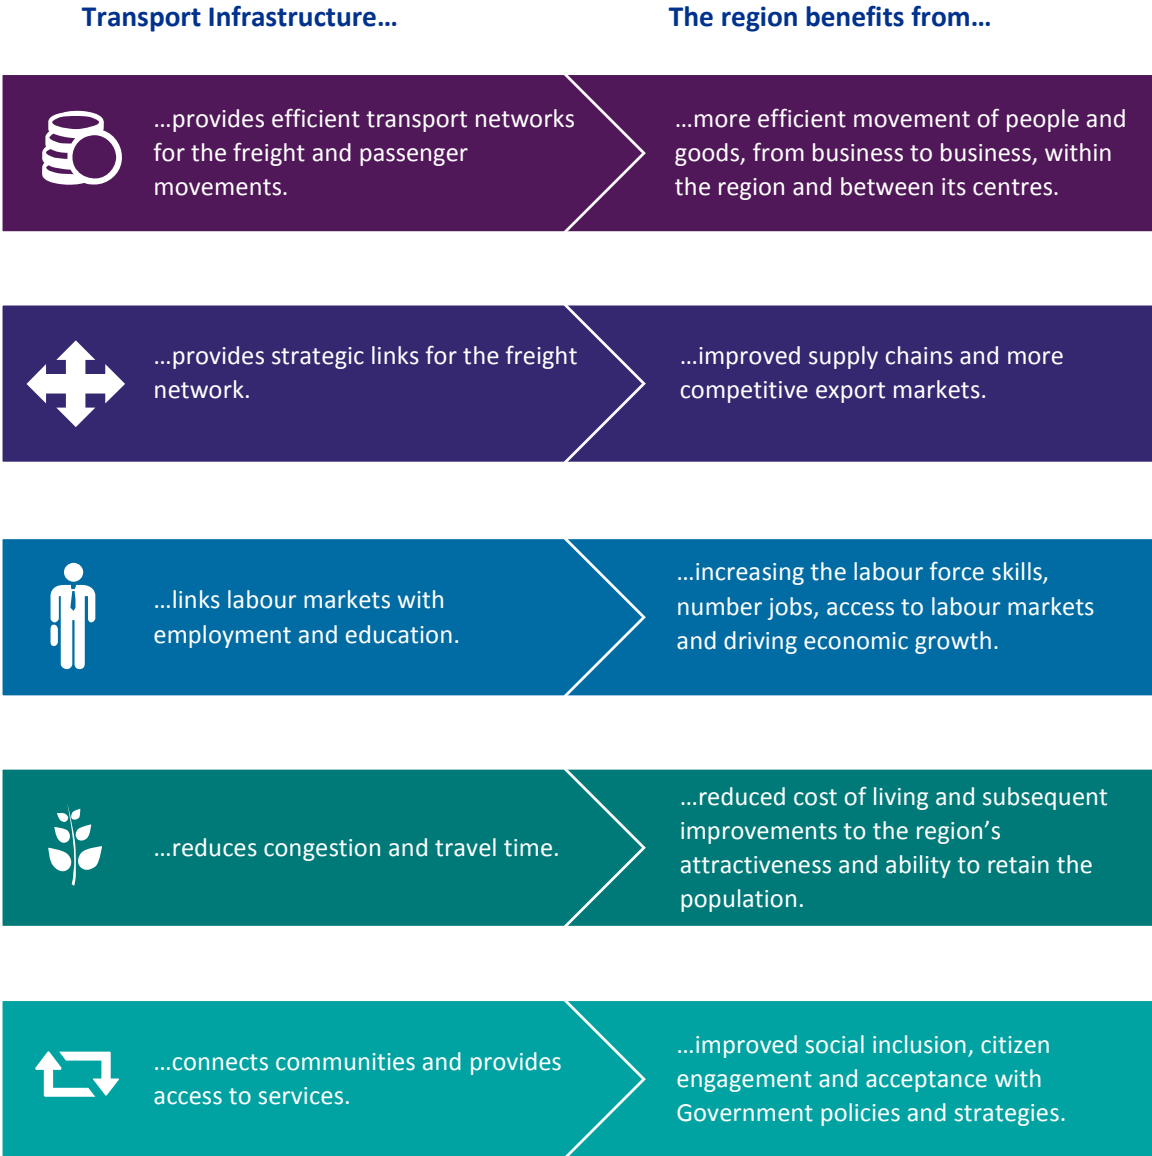 Transport Infrastructure...
The region benefits from...
...provides efficient transport networks
for the freight and passenger
movements.
...more efficient movement of people and
goods, from business to business, within
the region and between its centres.
...provides strategic links for the freight
network.
...improved supply chains and more
competitive export markets.
...links labour markets with
employment and education.
...increasing the labour force skills,
number jobs, access to labour markets
and driving economic growth.
...reduces congestion and travel time.
...reduced cost of living and subsequent
improvements to the region’s
attractiveness and ability to retain the
population.
...connects communities and provides
access to services.
...improved social inclusion, citizen
engagement and acceptance with
Government policies and strategies.